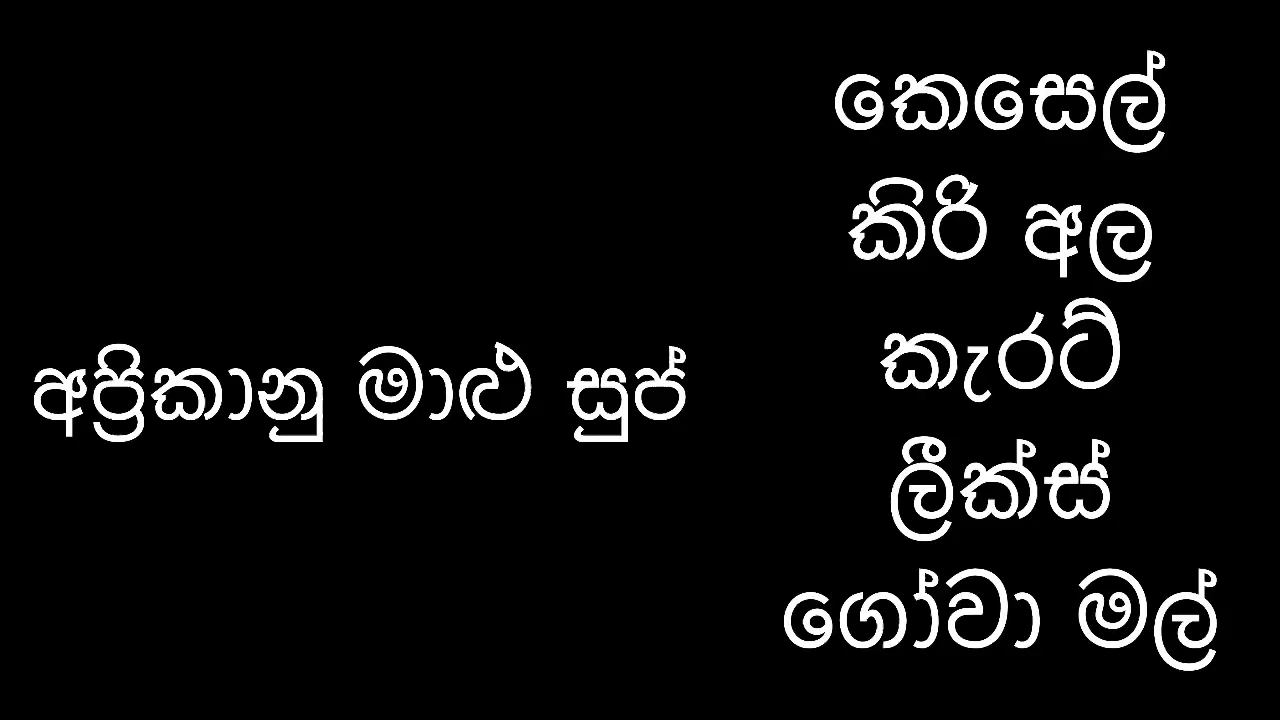 අප්‍රිකානු මාළු සුප්
කෙසෙල්
කිරි අල
කැරට්
ලීක්ස්
ගෝවා මල්